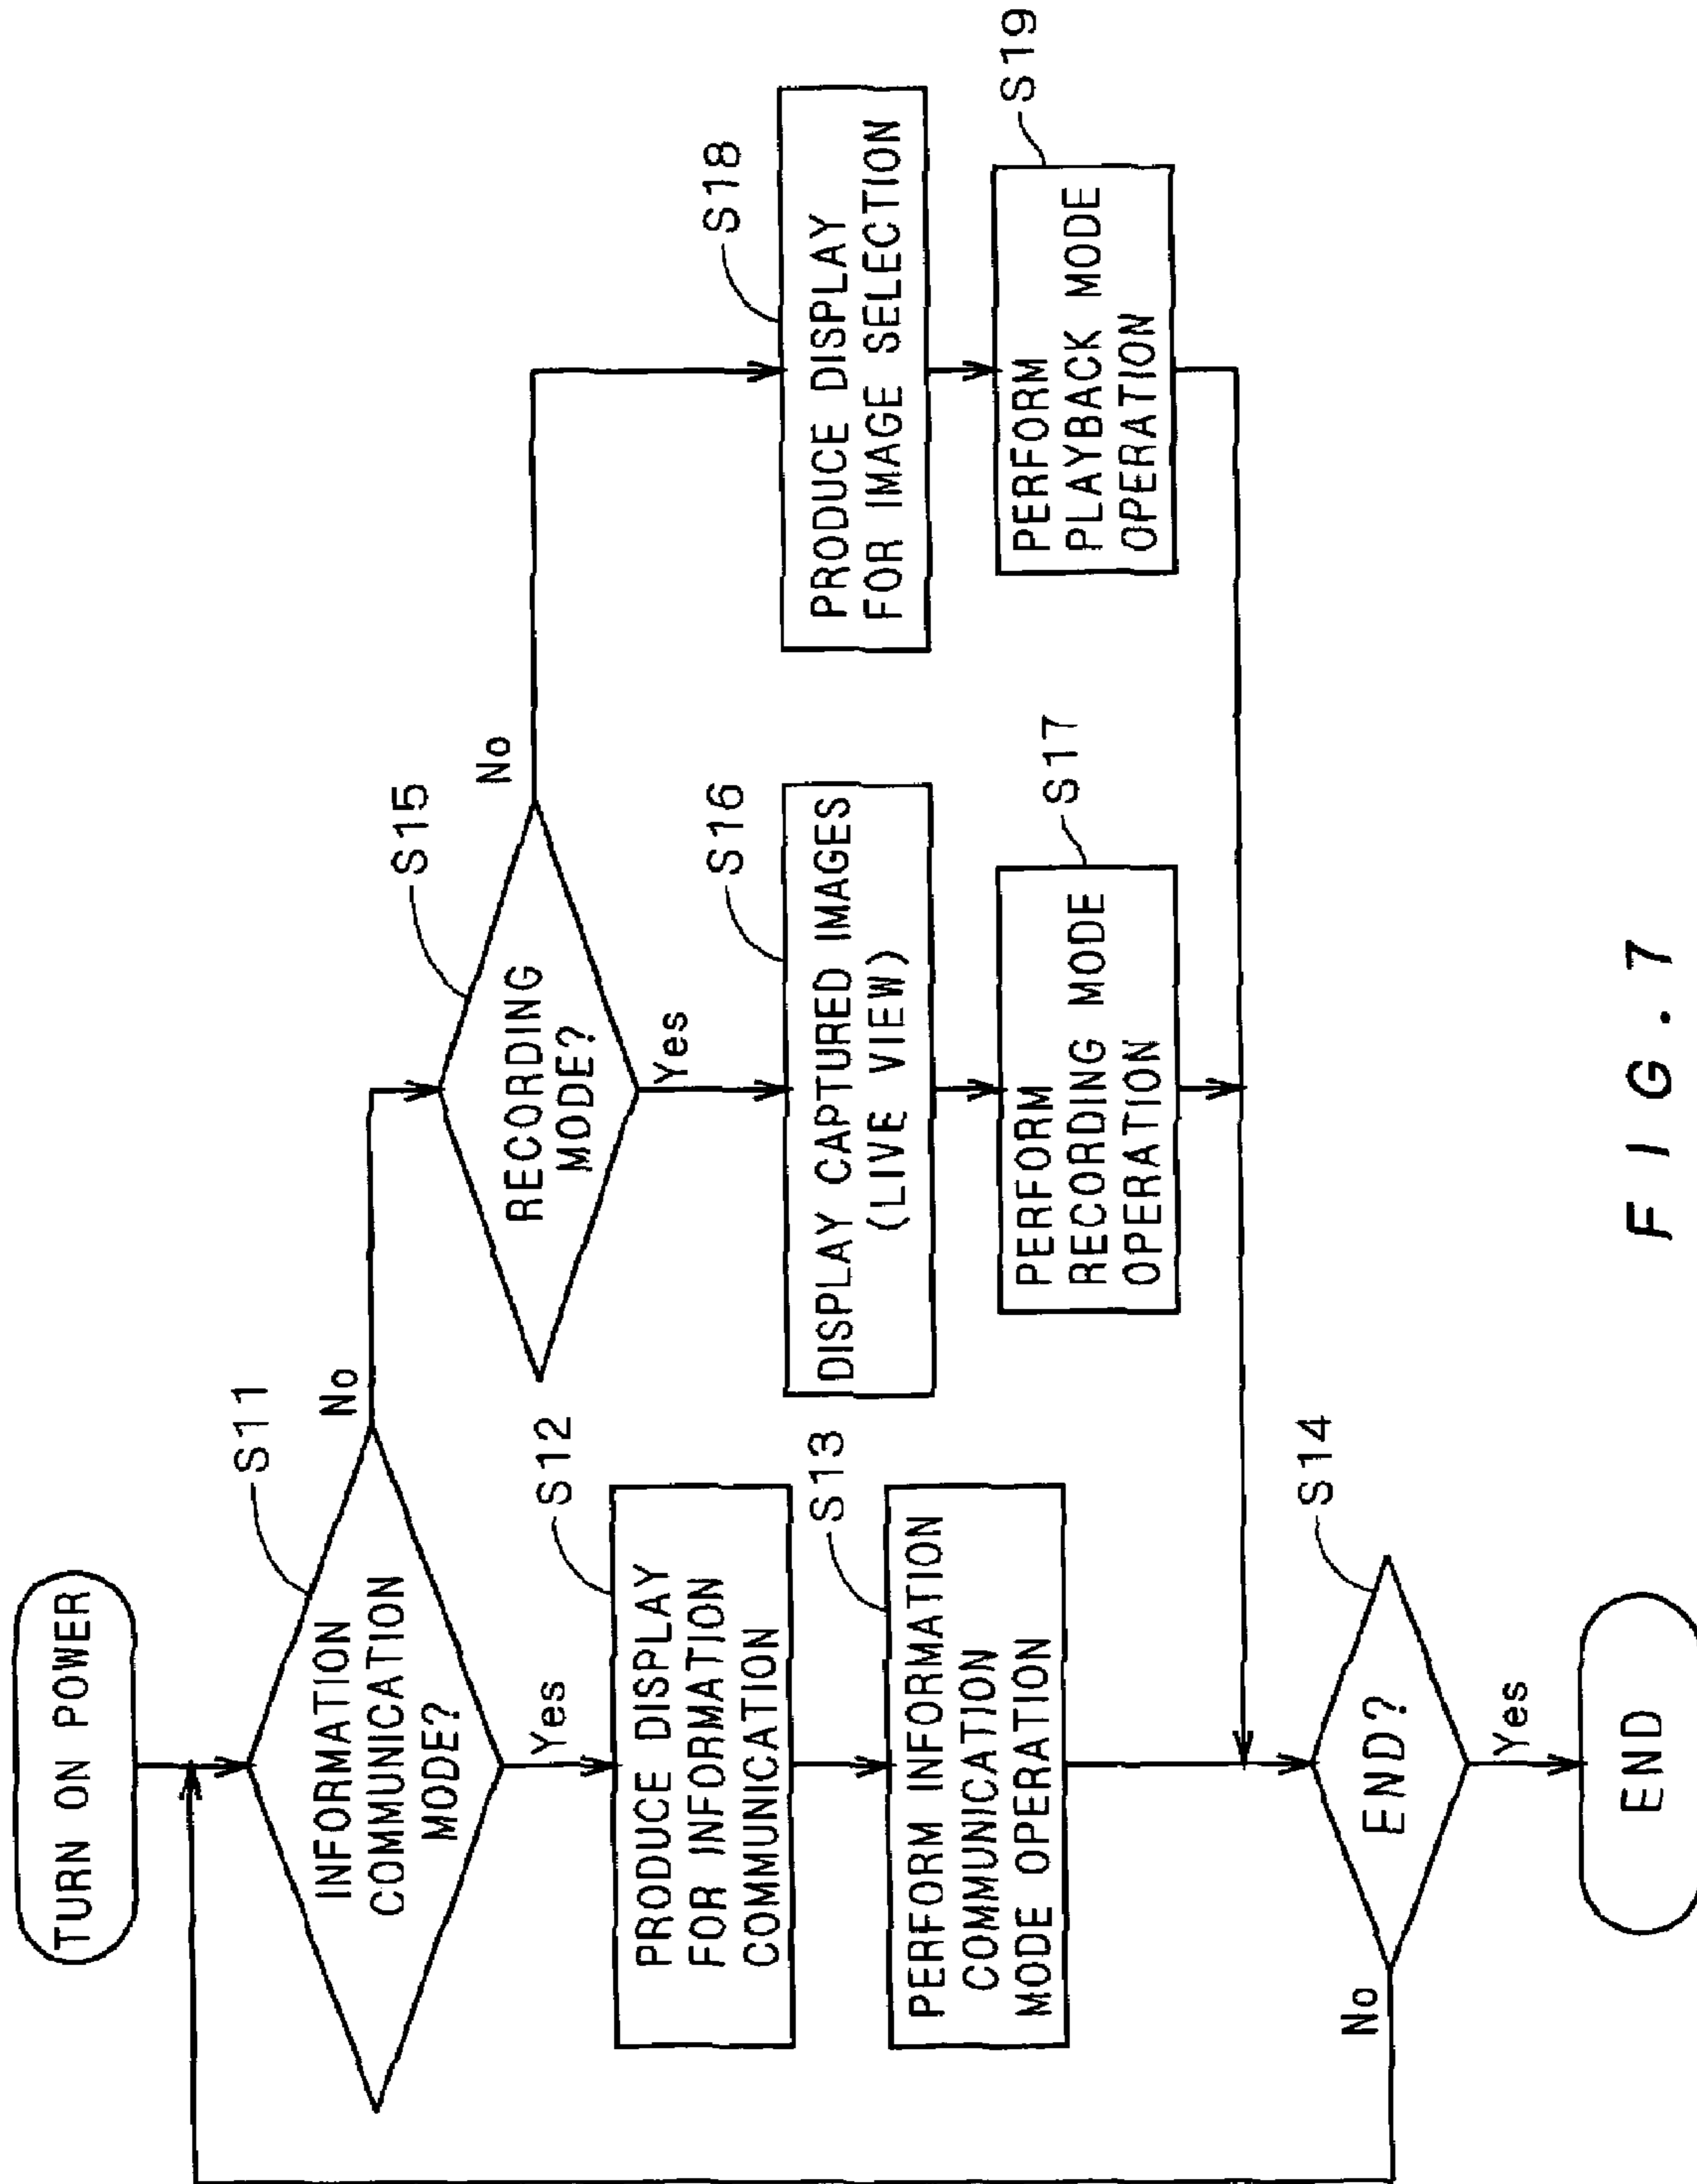 TURN ON POWER
S11
INFORMATION
COMMUNICATION
MODE?
No
Yes
S12
PRODUCE DISPLAY
FOR INFORMATION
COMMUNICATION
S13
PERFORM INFORMATION
COMMUNICATION
MODE OPERATION
S15
RECORDING
MODE?
No
Yes
S16
DISPLAY CAPTURED IMAGES
(LIVE VIEW)
S17
PERFORM
RECORDING MODE
OPERATION
S18
PRODUCE DISPLAY
FOR IMAGE SELECTION
S19
PERFORM
PLAYBACK MODE
OPERATION
S14
END?
No
Yes
END
FIG. 7